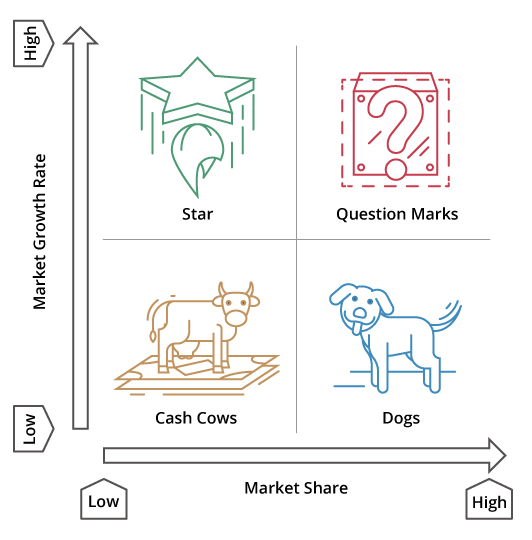 High
Market Growth Rate
Star
Question Marks
Cash Cows
Dogs
Low
Market Share
Low
High